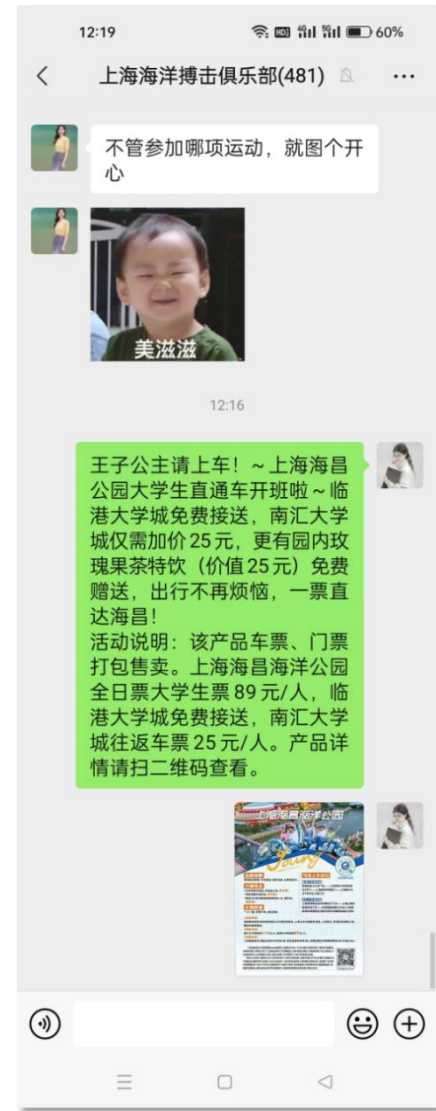 12:19
60%
上海海洋搏击俱乐部(481)
不管参加哪项运动，就图个开
心
美滋滋
12:16
王子公主请上车！~上海海昌
公园大学生直通车开班啦~临
港大学城免费接送，南汇大学
城仅需加价25元，更有园内玫
瑰果茶特饮（价值25元）免费
赠送，出行不再烦恼，一票直
达海昌！
活动说明：该产品车票、门票
打包售卖。上海海昌海洋公园
全日票大学生票89元/人，临
港大学城免费接送，南汇大学
城往返车票25元/人。产品详
情请扫二维码查看。
上海海昌海洋公园
Young